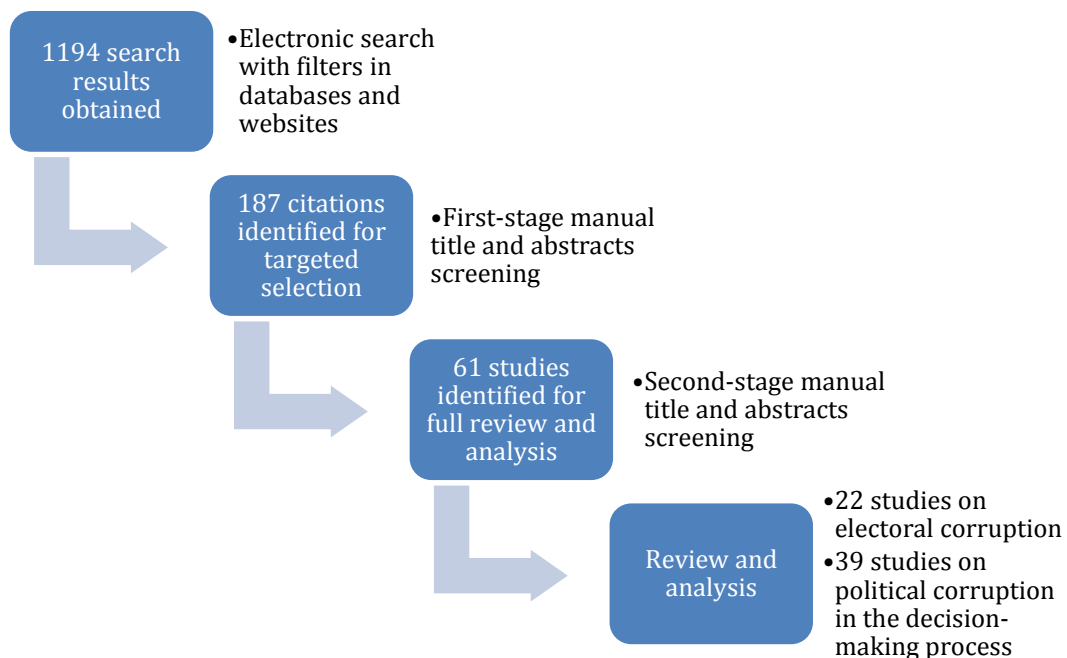 1194 search
results
obtained
•Electronic search
with filters in
databases and
websites
187 citations
identified for
targeted
selection
•First-stage manual
title and abstracts
screening
61 studies
identified for
full review and
analysis
•Second-stage manual
title and abstracts
screening
Review and
analysis
•22 studies on
electoral corruption
•39 studies on
political corruption
in the decision-
making process